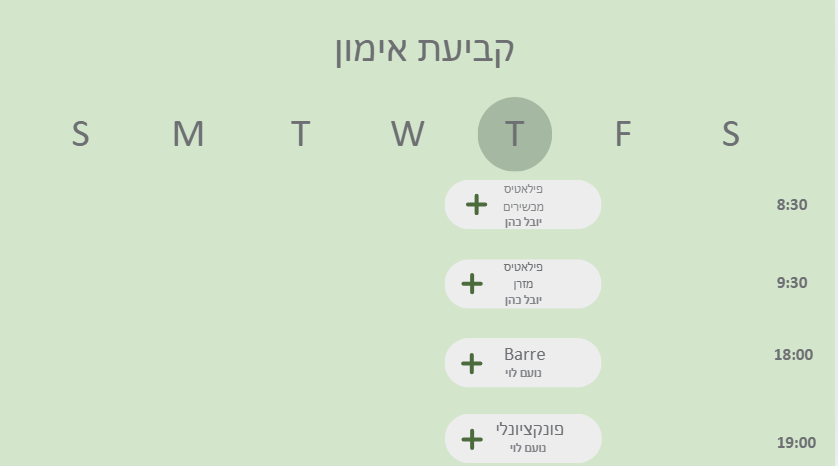 קביעת אימון
S M T W T F S
פילאטיס
מכשירים
יובל כהן
8:30
פילאטיס
מזרן
יובל כהן
9:30
Barre
נועם לוי
18:00
פונקציונלי
נועם לוי
19:00